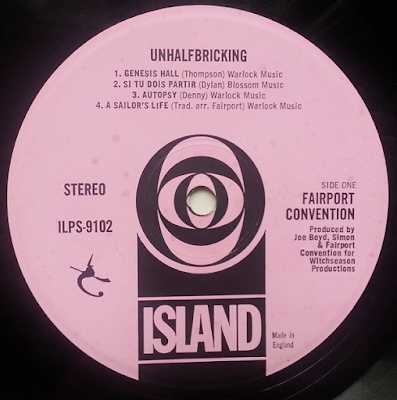 UNHALFBRICKING
1. GENESIS HALL (Thompson) Warlock Music
2. SI TU DOIS PARTIR (Dylan) Blossom Music
3. AUTOPSY (Denny) Warlock Music
4. A SAILOR'S LIFE (Trad. arr. Fairport) Warlock Music
STEREO
ILPS-9102
SIDE ONE
FAIRPORT
CONVENTION
Produced by
Joe Boyd, Simon
& Fairport
Convention for
Witchseason
Productions
ISLAND
Made in
England